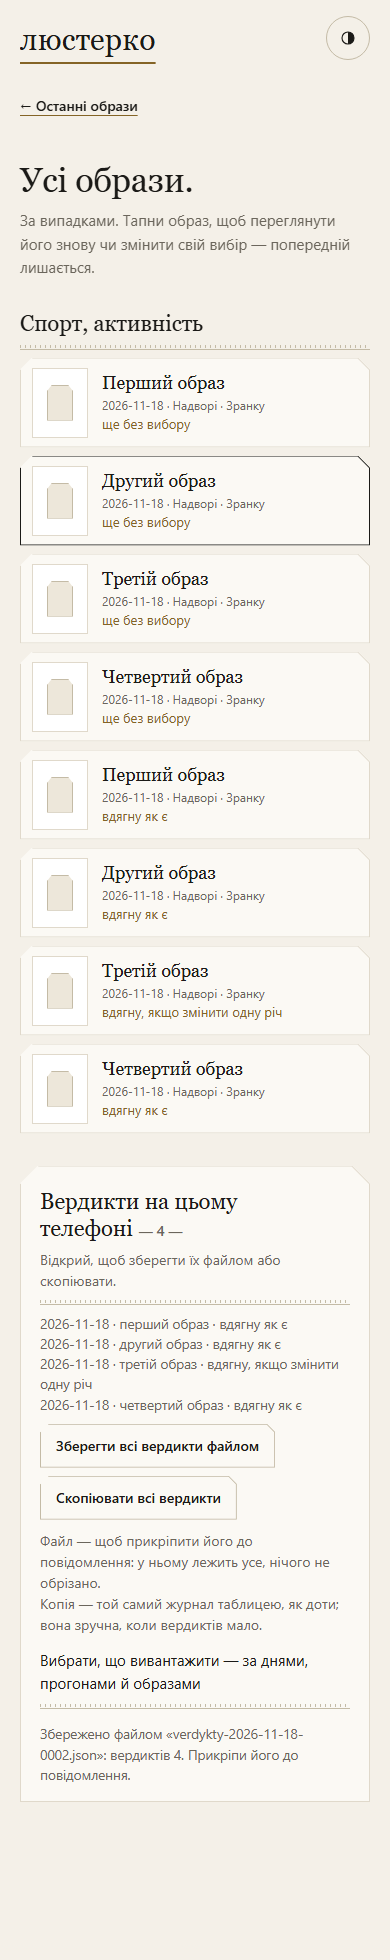 люстерко
← Останні образи
Усі образи.
За випадками. Тапни образ, щоб переглянути
його знову чи змінити свій вибір — попередній
лишається.
Спорт, активність
Перший образ
2026-11-18 · Надворі · Зранку
ще без вибору
Другий образ
2026-11-18 · Надворі · Зранку
ще без вибору
Третій образ
2026-11-18 · Надворі · Зранку
ще без вибору
Четвертий образ
2026-11-18 · Надворі · Зранку
ще без вибору
Перший образ
2026-11-18 · Надворі · Зранку
вдягну як є
Другий образ
2026-11-18 · Надворі · Зранку
вдягну як є
Третій образ
2026-11-18 · Надворі · Зранку
вдягну, якщо змінити одну річ
Четвертий образ
2026-11-18 · Надворі · Зранку
вдягну як є
Вердикти на цьому
телефоні — 4 —
Відкрий, щоб зберегти їх файлом або
скопіювати.
2026-11-18 · перший образ · вдягну як є
2026-11-18 · другий образ · вдягну як є
2026-11-18 · третій образ · вдягну, якщо змінити
одну річ
2026-11-18 · четвертий образ · вдягну як є
Зберегти всі вердикти файлом
Скопіювати всі вердикти
Файл — щоб прикріпити його до
повідомлення: у ньому лежить усе, нічого не
обрізано.
Копія — той самий журнал таблицею, як доти;
вона зручна, коли вердиктів мало.
Вибрати, що вивантажити — за днями,
прогонами й образами
Збережено файлом «verdykty-2026-11-18-
0002.json»: вердиктів 4. Прикріпи його до
повідомлення.